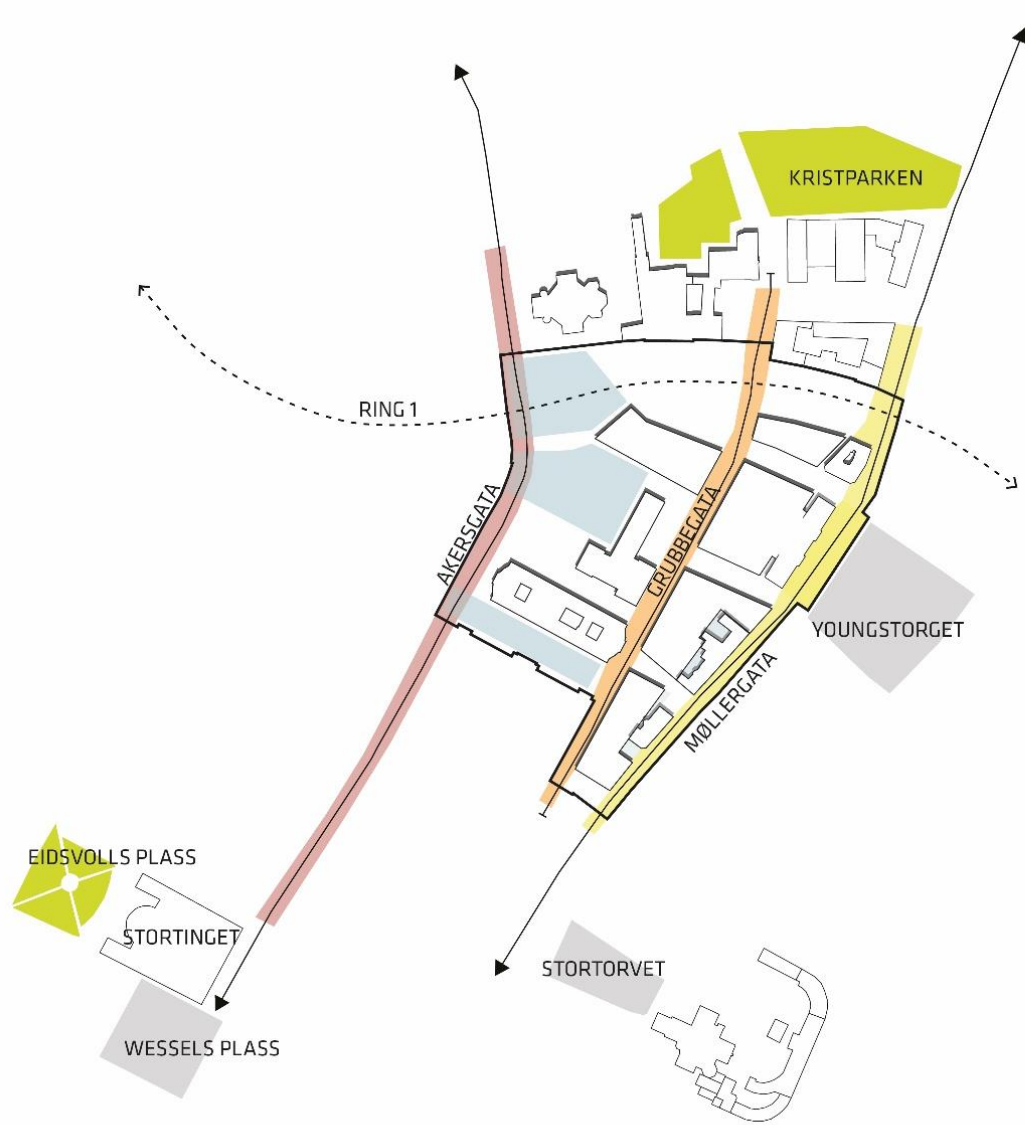 KRISTPARKEN
RING 1
AKERSGATA
GRUBBEGATA
YOUNGSTORGET
MØLLERGATA
EIDSVOLLS PLASS
STORTINGET
STORTORVET
WESSELS PLASS